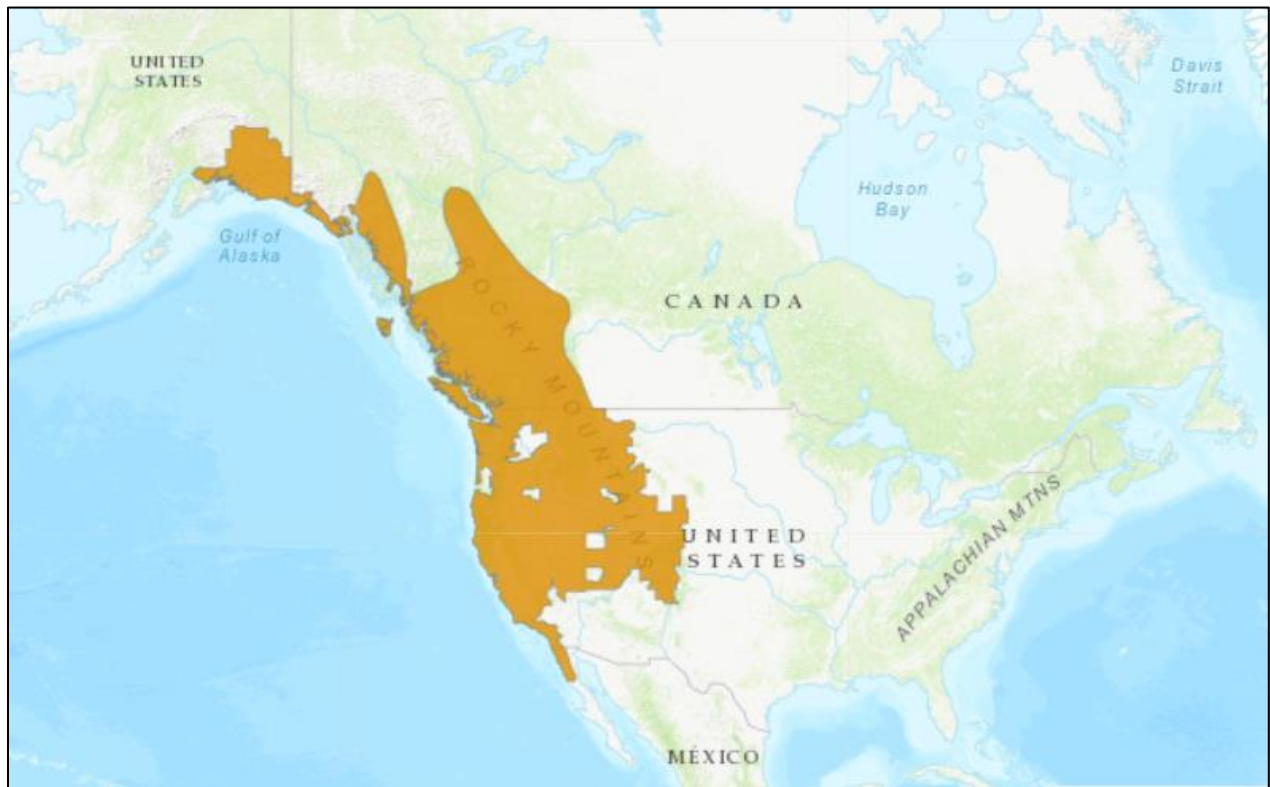 UNITED
STATES
Davis
Strait
Hudson
Bay
Gulf of
Alaska
ROCKY MOUNTAINS
CANADA
UNITED
STATES
APPALACHIAN MTNS
MÉXICO